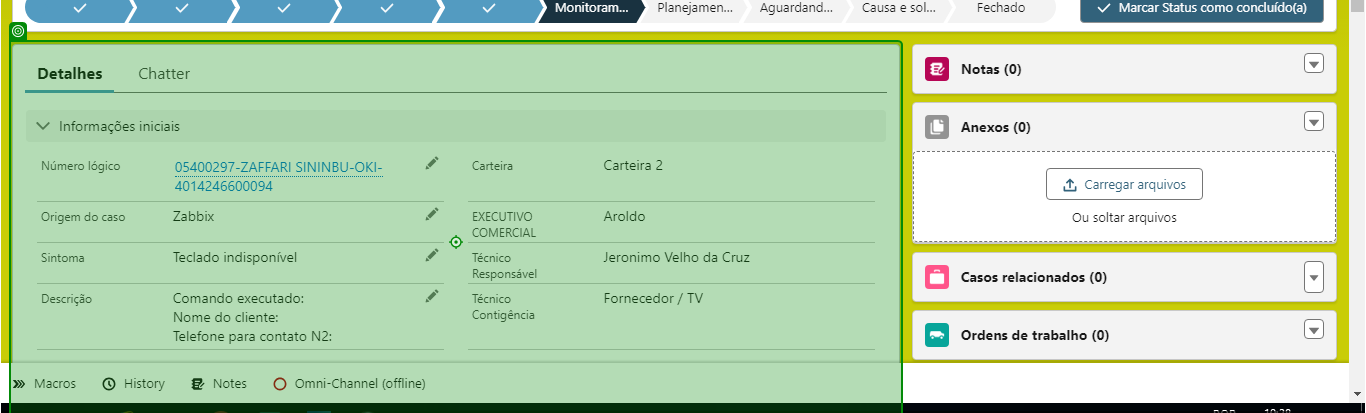 Monitoram...
Planejamen...
Aguardand...
Causa e sol...
Fechado
Marcar Status como concluído(a)
Detalhes
Chatter
Informações iniciais
Número lógico
05400297-ZAFFARI SININBU-OKI-
4014246600094
Carteira
Carteira 2
Origem do caso
Zabbix
EXECUTIVO
COMERCIAL
Aroldo
Sintoma
Teclado indisponível
Técnico
Responsável
Jeronimo Velho da Cruz
Descrição
Comando executado:
Nome do cliente:
Telefone para contato N2:
Técnico
Contigência
Fornecedor / TV
Notas (0)
Anexos (0)
Carregar arquivos
Ou soltar arquivos
Casos relacionados (0)
Ordens de trabalho (0)
Macros
History
Notes
Omni-Channel (offline)